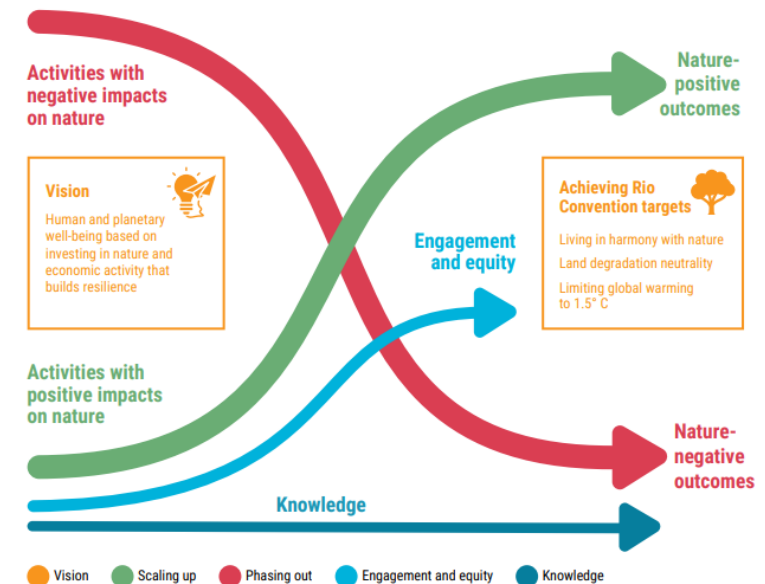 Activities with
negative impacts
on nature
Nature-
positive
outcomes
Vision
Human and planetary
well-being based on
investing in nature and
economic activity that
builds resilience
Achieving Rio
Convention targets
Living in harmony with nature
Land degradation neutrality
Limiting global warming
to 1.5° C
Engagement
and equity
Activities with
positive impacts
on nature
Nature-
negative
outcomes
Knowledge
Vision
Scaling up
Phasing out
Engagement and equity
Knowledge